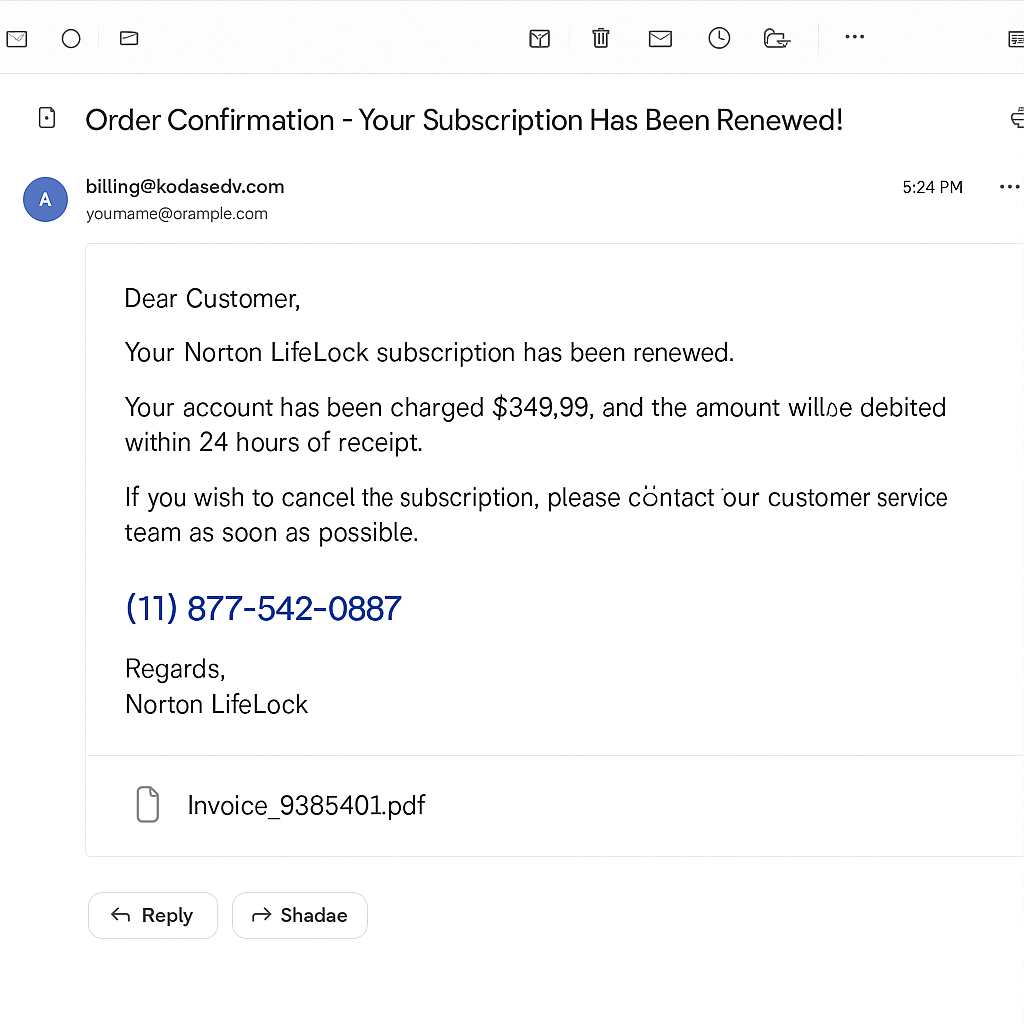 Order Confirmation - Your Subscription Has Been Renewed!
A
billing@kodasedv.com
5:24 PM
youmame@orample.com
Dear Customer,
Your Norton LifeLock subscription has been renewed.
Your account has been charged $349,99, and the amount debited
within 24 hours of receipt.
If you wish to cancel the subscription, please cöntact our customer service
team as soon as possible.
(11) 877-542-0887
Regards,
Norton LifeLock
Invoice_9385401.pdf
Reply
Shadae